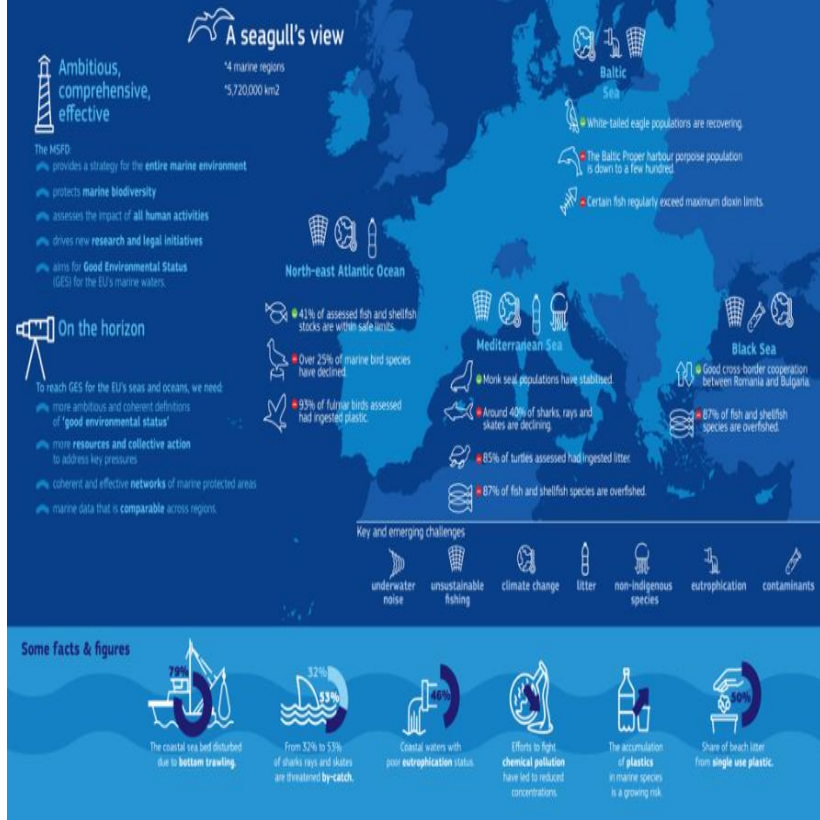 A seagull's view
*4 marine regions
*5,720,000 km2
Ambitious,
comprehensive,
effective
The MSFD:
provides a strategy for the entire marine environment
protects marine biodiversity
assesses the impact of all human activities
drives new research and legal initiatives
aims for Good Environmental Status
(GES) for the EU's marine waters.
On the horizon
To reach GES for the EU's seas and oceans, we need:
more ambitious and coherent definitions
of 'good environmental status'
more resources and collective action
to address key pressures
coherent and effective networks of marine protected areas
marine data that is comparable across regions.
Baltic
Sea
White-tailed eagle populations are recovering.
The Baltic Proper harbour porpoise population
is down to a few hundred.
Certain fish regularly exceed maximum dioxin limits.
North-east Atlantic Ocean
41% of assessed fish and shellfish
stocks are within safe limits.
Over 25% of marine bird species
have declined.
93% of fulmar birds assessed
had ingested plastic.
Mediterranean Sea
Monk seal populations have stabilised.
Around 40% of sharks, rays and
skates are declining.
85% of turtles assessed had ingested litter.
87% of fish and shellfish species are overfished.
Black Sea
Good cross-border cooperation
between Romania and Bulgaria.
87% of fish and shellfish
species are overfished.
Key and emerging challenges
underwater
noise
unsustainable
fishing
climate change
litter
non-indigenous
species
eutrophication
contaminants
Some facts & figures
79%
The coastal sea bed disturbed
due to bottom trawling.
32%
53%
From 32% to 53%
of sharks rays and skates
are threatened by-catch.
46%
Coastal waters with
poor eutrophication status.
Efforts to fight
chemical pollution
have led to reduced
concentrations.
The accumulation
of plastics
in marine species
is a growing risk
50%
Share of beach litter
from single use plastic.